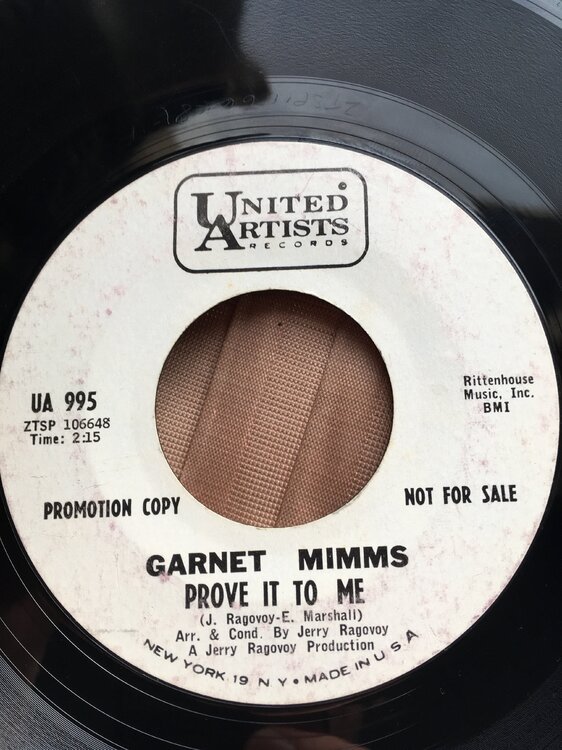 UNITED
ARTISTS
RECORDS
UA 995
ZTSP 106648
Time: 2:15
Rittenhouse
Music, Inc.
BMI
PROMOTION COPY
NOT FOR SALE
GARNET MIMMS
PROVE IT TO ME
(J. Ragovoy-E. Marshall)
Arr. & Cond. By Jerry Ragovoy
A Jerry Ragovoy Production
NEW YORK, 19 N Y • MADE IN U S A